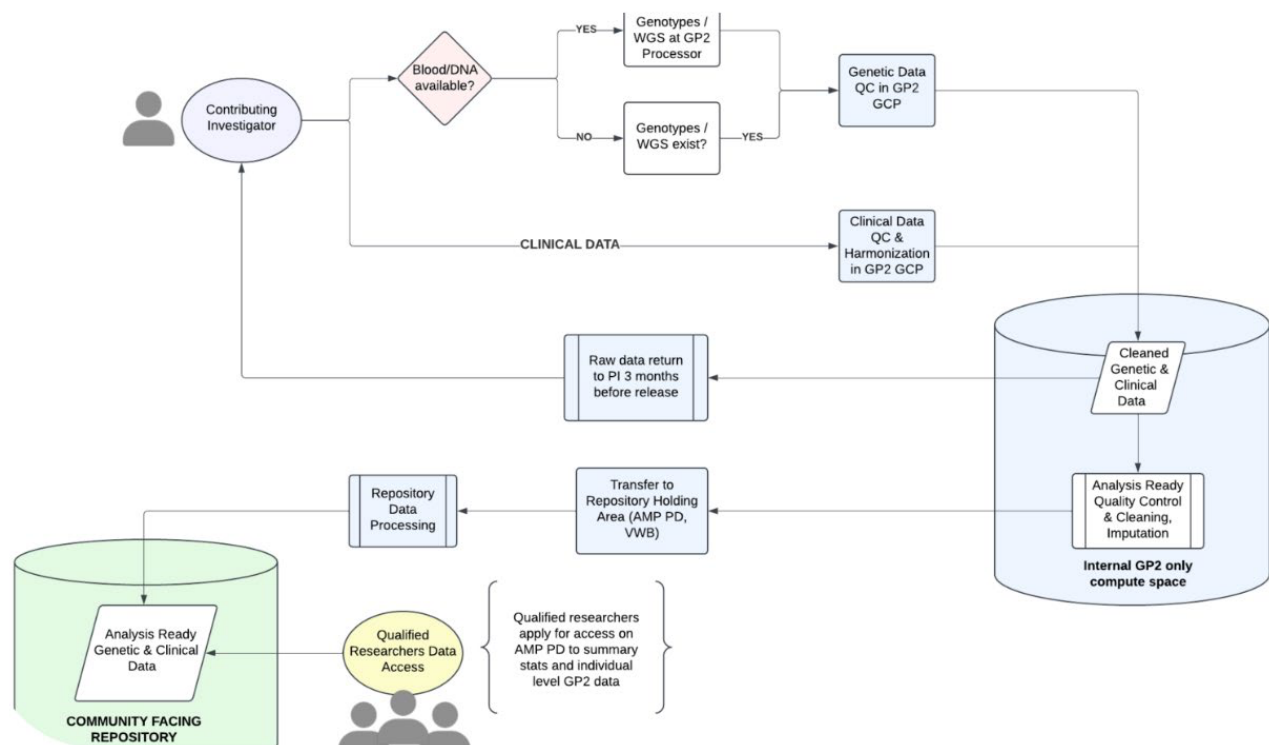 Genotypes /
WGS at GP2
Processor
YES
Blood/DNA
available?
Genetic Data
QC in GP2
GCP
Contributing
Investigator
NO
Genotypes /
WGS exist?
YES
Clinical Data
QC &
Harmonization
in GP2 GCP
CLINICAL DATA
Raw data return
to PI 3 months
before release
Cleaned
Genetic &
Clinical
Data
Repository
Data
Processing
Transfer to
Repository Holding
Area (AMP PD,
VWB)
Analysis Ready
Quality Control
& Cleaning,
Imputation
Internal GP2 only
compute space
Analysis Ready
Genetic & Clinical
Data
Qualified
Researchers Data
Access
Qualified researchers
apply for access on
AMP PD to summary
stats and individual
level GP2 data
COMMUNITY FACING
REPOSITORY